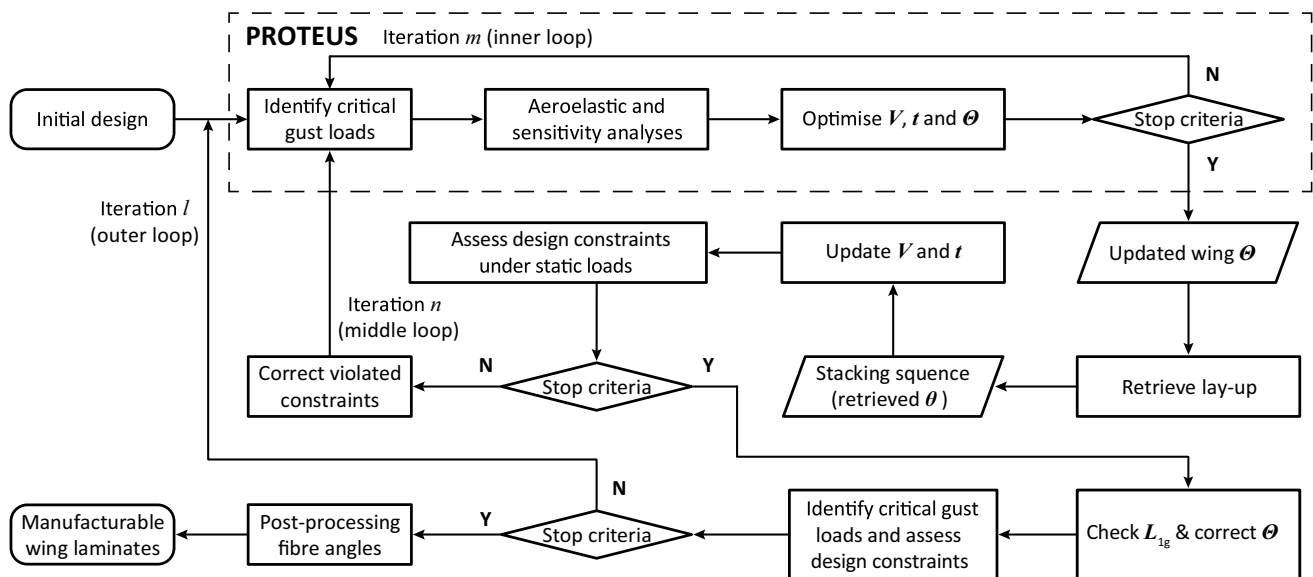 PROTEUS
Iteration m (inner loop)
N
Initial design
Identify critical
gust loads
Aeroelastic and
sensitivity analyses
Optimise V, t and Θ
Stop criteria
Y
Iteration l
(outer loop)
Assess design constraints
under static loads
Update V and t
Updated wing Θ
Iteration n
(middle loop)
Correct violated
constraints
N
Stop criteria
Y
Stacking squence
(retrieved θ )
Retrieve lay-up
N
Manufacturable
wing laminates
Post-processing
fibre angles
Y
Stop criteria
Identify critical gust
loads and assess
design constraints
Check L1g & correct Θ